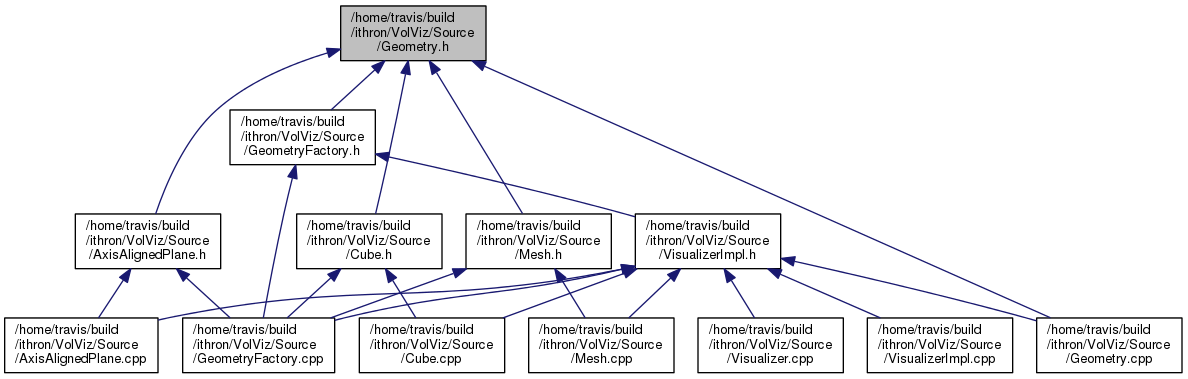 /home/travis/build
/ithron/VolViz/Source
/Geometry.h
/home/travis/build
/ithron/VolViz/Source
/GeometryFactory.h
/home/travis/build
/ithron/VolViz/Source
/AxisAlignedPlane.h
/home/travis/build
/ithron/VolViz/Source
/Cube.h
/home/travis/build
/ithron/VolViz/Source
/Mesh.h
/home/travis/build
/ithron/VolViz/Source
/VisualizerImpl.h
/home/travis/build
/ithron/VolViz/Source
/AxisAlignedPlane.cpp
/home/travis/build
/ithron/VolViz/Source
/GeometryFactory.cpp
/home/travis/build
/ithron/VolViz/Source
/Cube.cpp
/home/travis/build
/ithron/VolViz/Source
/Mesh.cpp
/home/travis/build
/ithron/VolViz/Source
/Visualizer.cpp
/home/travis/build
/ithron/VolViz/Source
/VisualizerImpl.cpp
/home/travis/build
/ithron/VolViz/Source
/Geometry.cpp